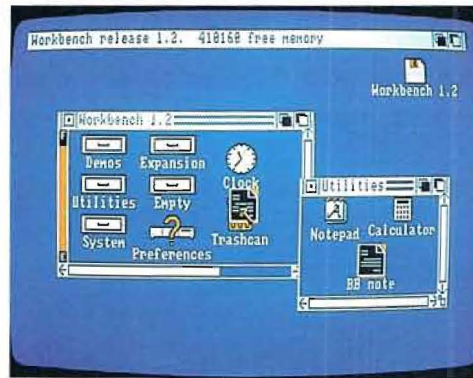 Workbench release 1.2. 410160 free memory
Workbench 1.2
Workbench 1.2
Demos Expansion
Clock
Utilities Empty
System Preferences Trashcan
Utilities
Notepad Calculator
BB note